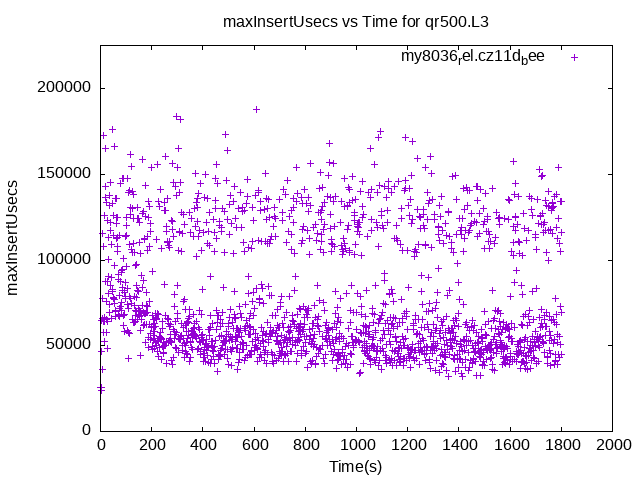 maxInsertUsecs vs Time for qr500.L3
my8036rel.cz11dbee
200000
150000
100000
50000
0
maxInsertUsecs
0 200 400 600 800 1000 1200 1400 1600 1800 2000
Time(s)